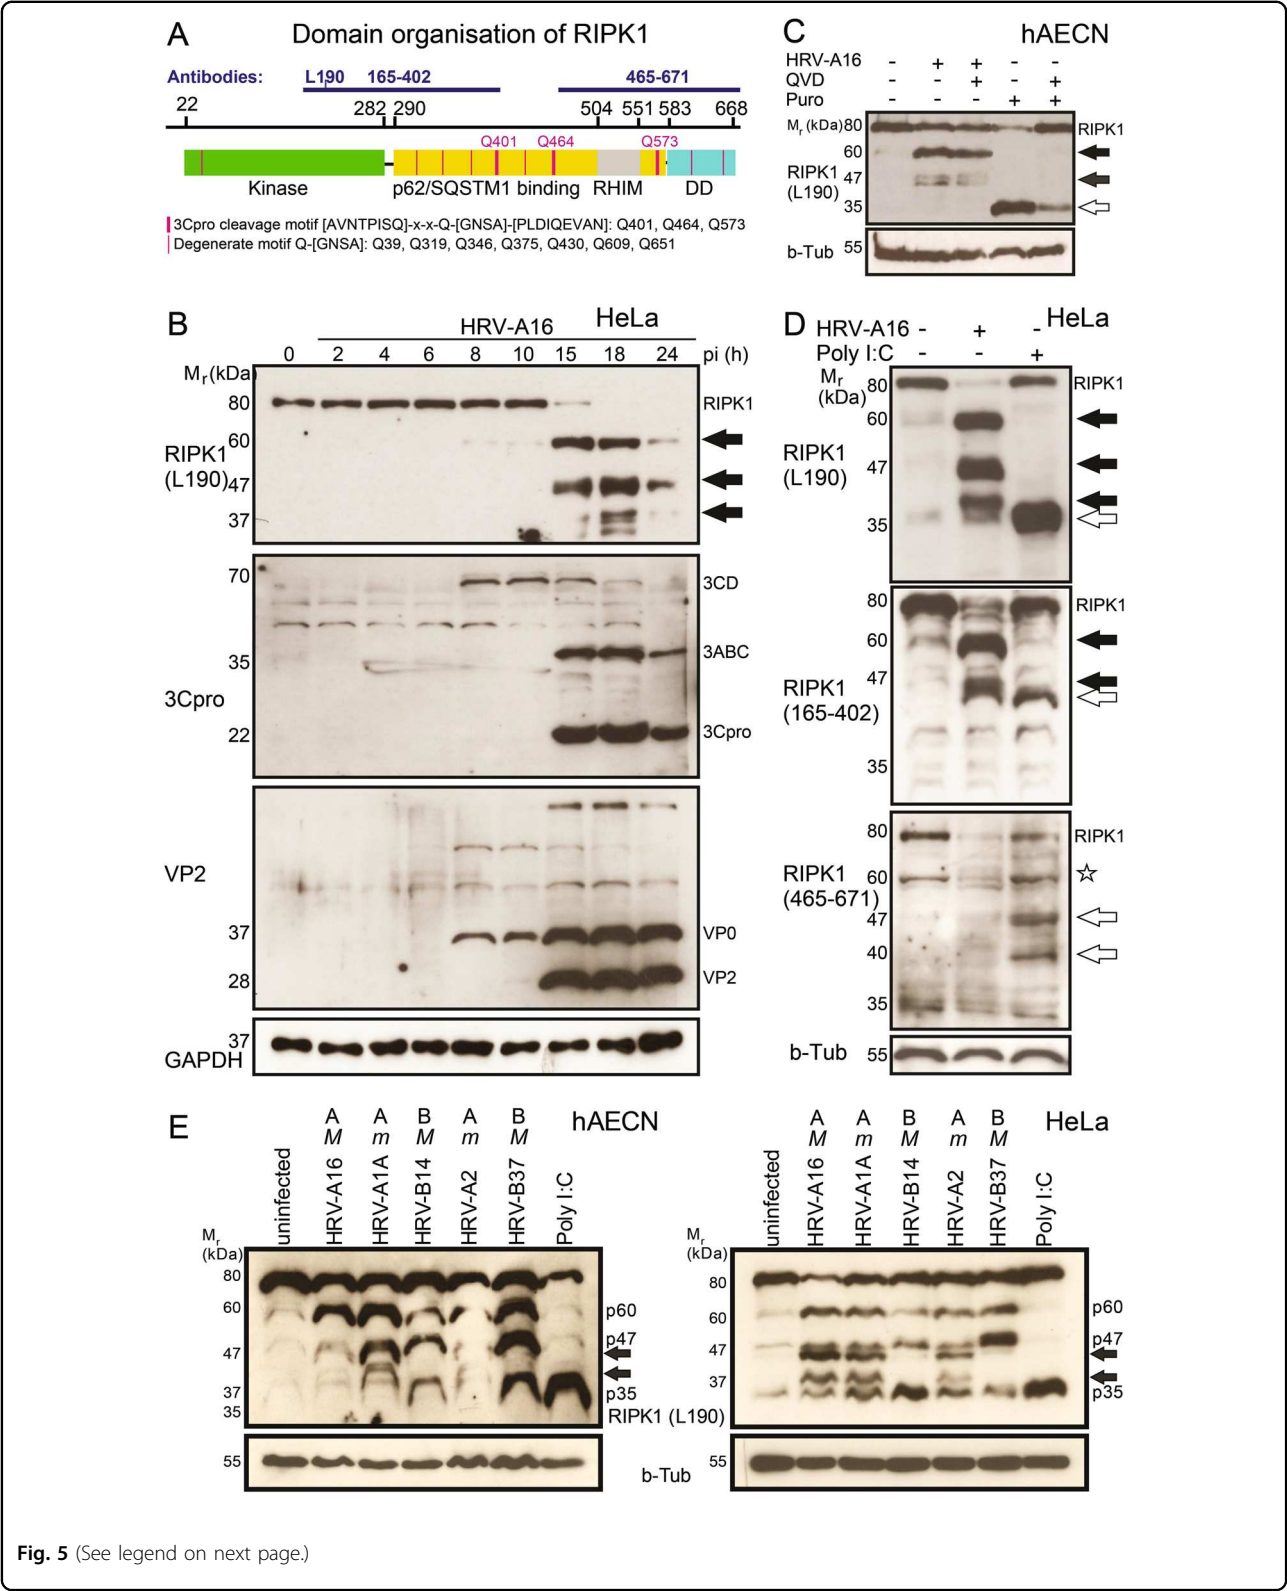 A
Domain organisation of RIPK1
Antibodies: L190 165-402 465-671
22 282 290 504 551 583 668
Q401 Q464 Q573
Kinase p62/SQSTM1 binding RHIM DD
3Cpro cleavage motif [AVNTPISQ]-x-x-Q-[GNSA]-[PLDIQEVAN]: Q401, Q464, Q573
Degenerate motif Q-[GNSA]: Q39, Q319, Q346, Q375, Q430, Q609, Q651
B
HRV-A16 HeLa
0 2 4 6 8 10 15 18 24 pi (h)
Mr (kDa)
80 RIPK1
60
RIPK1
(L190) 47
37
70 3CD
35 3ABC
3Cpro
22 3Cpro
VP2
37 VP0
28 VP2
37
GAPDH
C hAECN
HRV-A16 - + + - -
QVD - - + - +
Puro - - - + +
Mr (kDa) 80 RIPK1
60
RIPK1 47
(L190)
35
b-Tub 55
D HeLa
HRV-A16 - + -
Poly I:C - - +
Mr
(kDa) 80 RIPK1
60
RIPK1
(L190) 47
35
80 RIPK1
60
47
RIPK1
(165-402)
35
80 RIPK1
RIPK1 60
(465-671)
47
40
35
b-Tub 55
E hAECN
A A B A B
M m M m M
uninfected HRV-A16 HRV-A1A HRV-B14 HRV-A2 HRV-B37 Poly I:C
Mr
(kDa)
80
60 p60
p47
47
37 p35
35
RIPK1 (L190)
55
b-Tub
HeLa
A A B A B
M m M m M
uninfected HRV-A16 HRV-A1A HRV-B14 HRV-A2 HRV-B37 Poly I:C
Mr
(kDa)
80
60 p60
47 p47
37
p35
55
Fig. 5 (See legend on next page.)